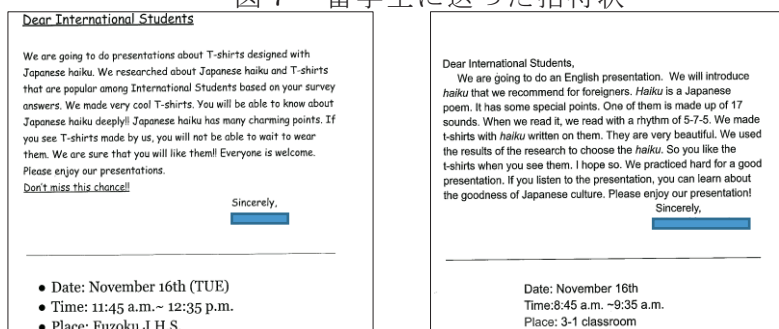 図7 留学生に送った招待状
Dear International Students
We are going to do presentations about T-shirts designed with
Japanese haiku. We researched about Japanese haiku and T-shirts
that are popular among International Students based on your survey
answers. We made very cool T-shirts. You will be able to know about
Japanese haiku deeply!! Japanese haiku has many charming points. If
you see T-shirts made by us, you will not be able to wait to wear
them. We are sure that you will like them!! Everyone is welcome.
Please enjoy our presentations.
Don't miss this chance!!
Sincerely,
• Date: November 16th (TUE)
• Time: 11:45 a.m.~ 12:35 p.m.
• Place: Fuzoku J.H.S
Dear International Students,
We are going to do an English presentation. We will introduce
haiku that we recommend for foreigners. Haiku is a Japanese
poem. It has some special points. One of them is made up of 17
sounds. When we read it, we read with a rhythm of 5-7-5. We made
t-shirts with haiku written on them. They are very beautiful. We used
the results of the research to choose the haiku. So you like the
t-shirts when you see them. I hope so. We practiced hard for a good
presentation. If you listen to the presentation, you can learn about
the goodness of Japanese culture. Please enjoy our presentation!
Sincerely,
Date: November 16th
Time:8:45 a.m. ~9:35 a.m.
Place: 3-1 classroom